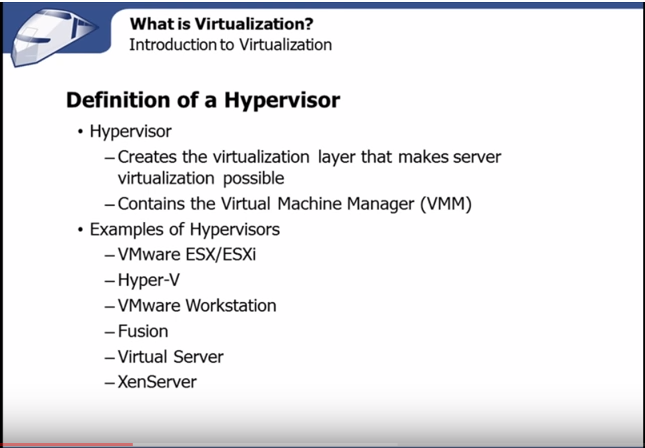 What is Virtualization?
Introduction to Virtualization
Definition of a Hypervisor
• Hypervisor
– Creates the virtualization layer that makes server
virtualization possible
– Contains the Virtual Machine Manager (VMM)
• Examples of Hypervisors
– VMware ESX/ESXi
– Hyper-V
– VMware Workstation
– Fusion
– Virtual Server
– XenServer